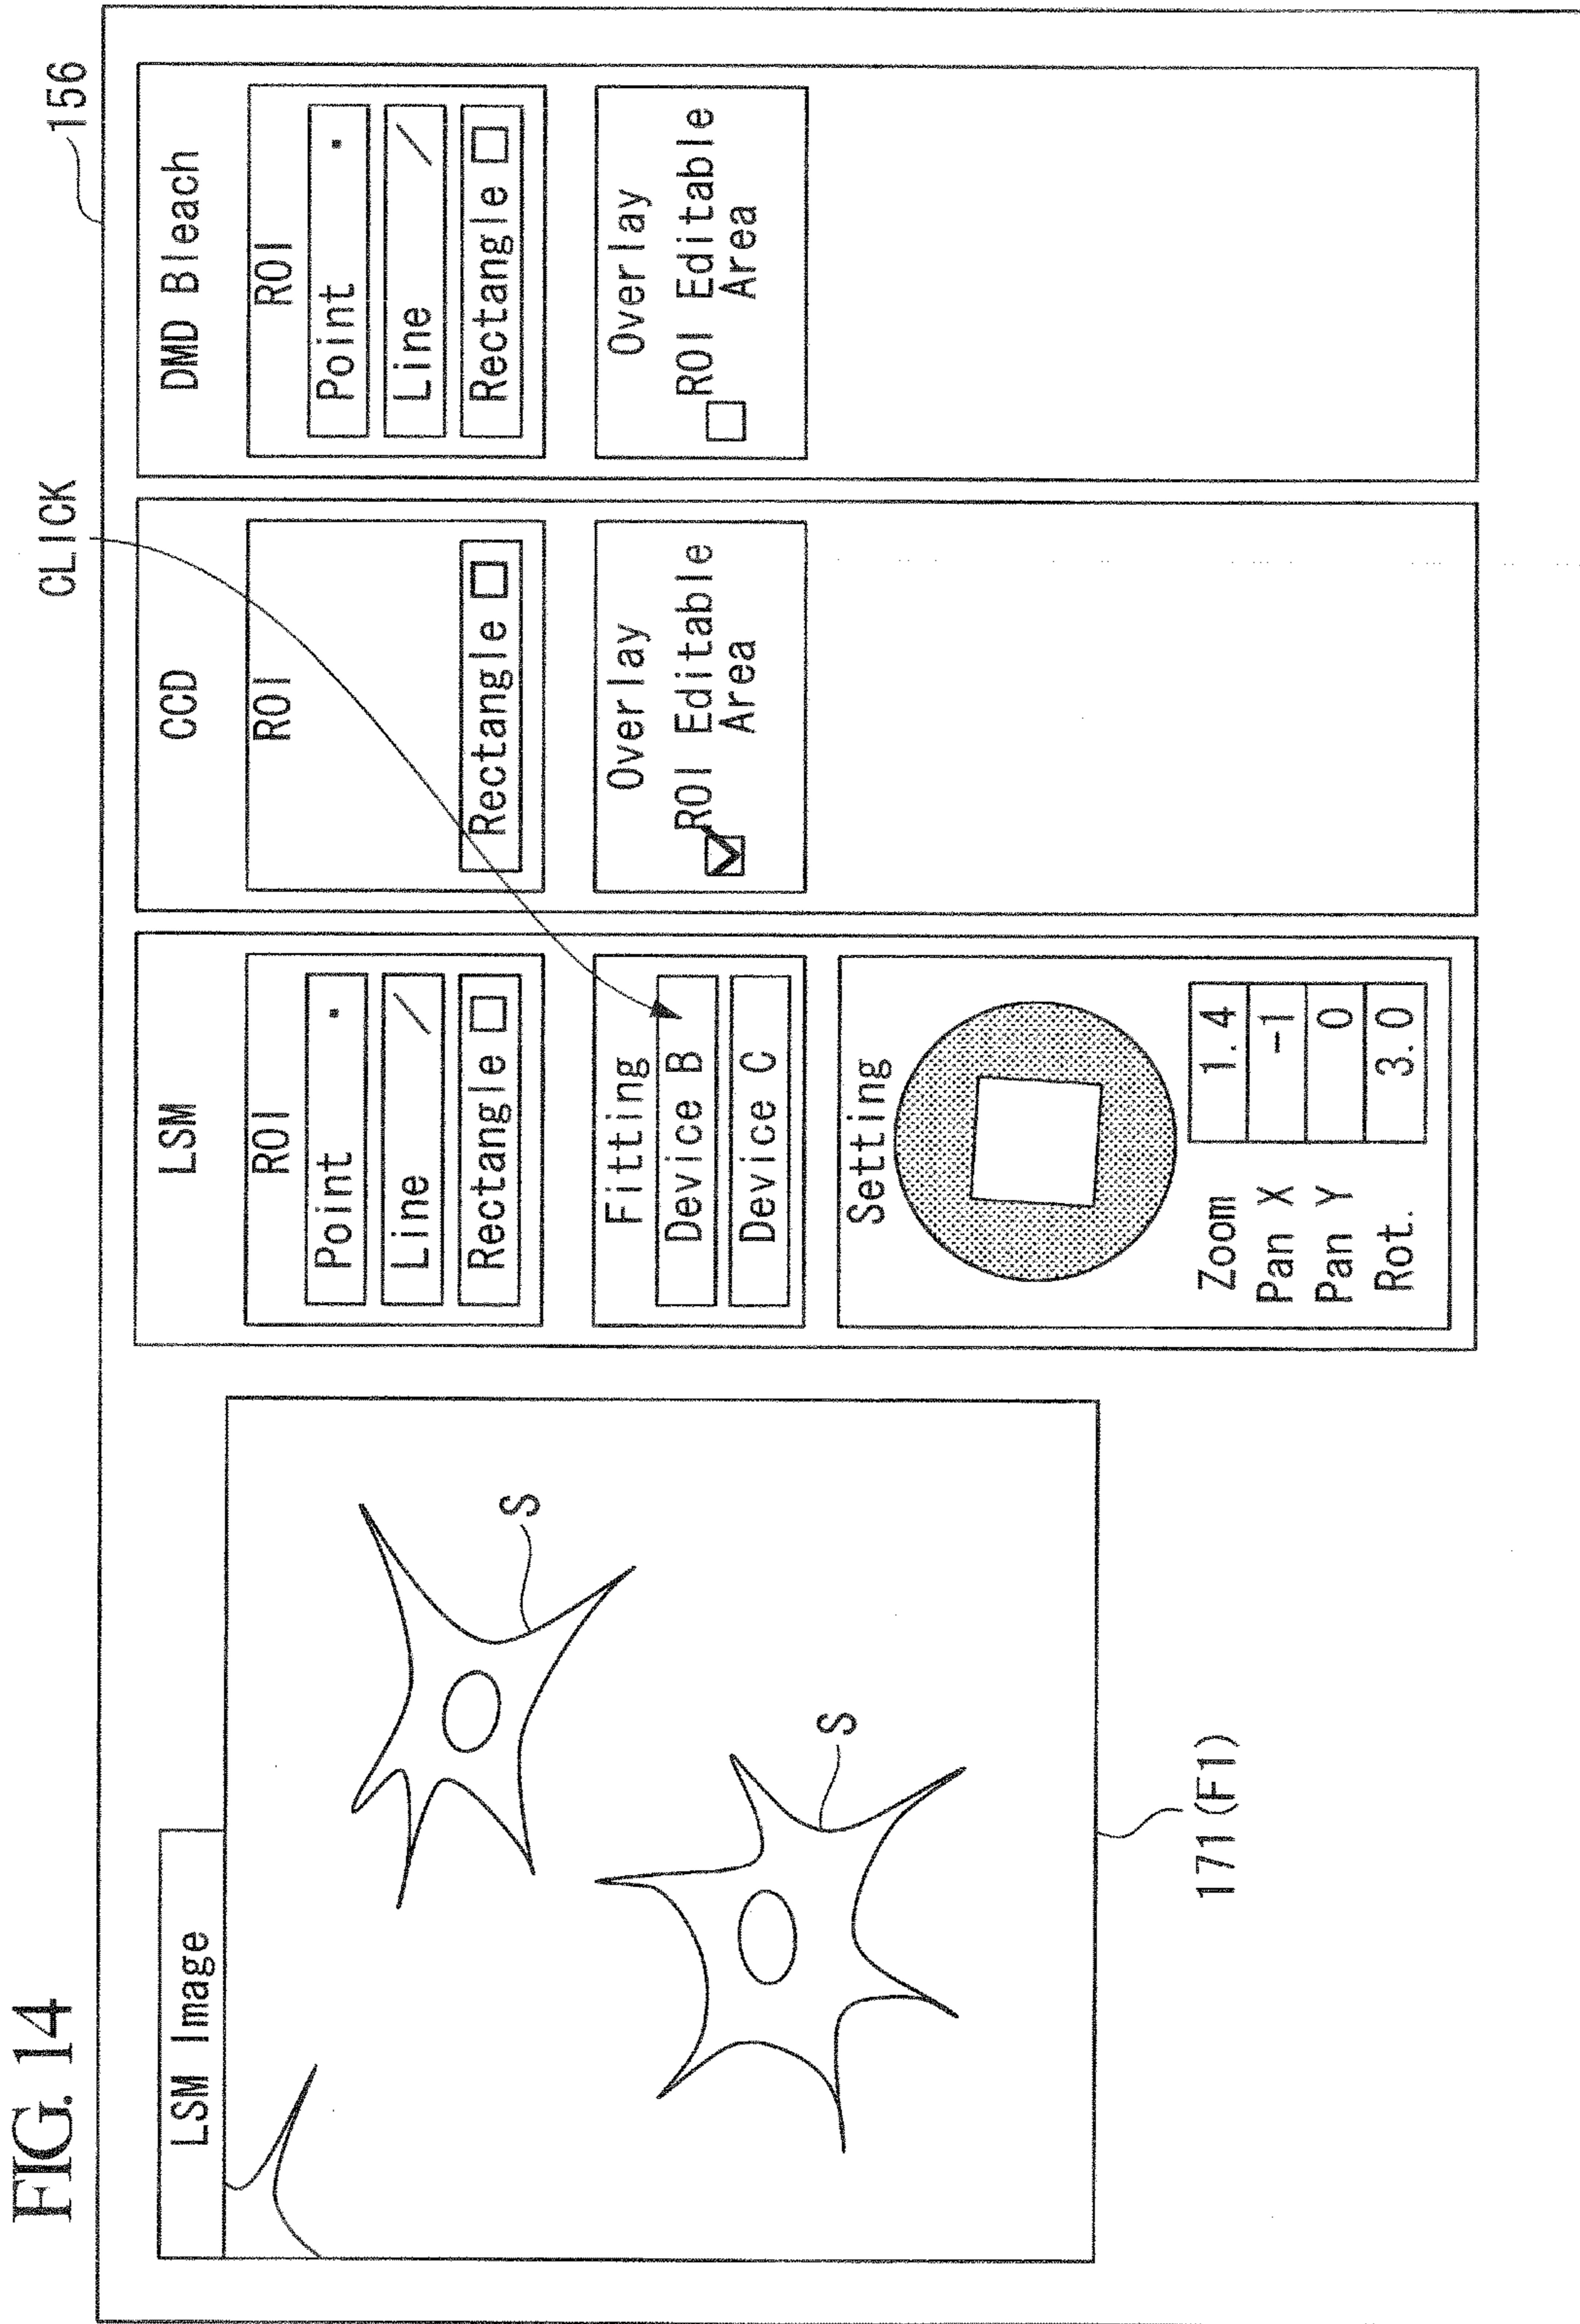 FIG. 14
CLICK
156
LSM Image
S
S
171(F1)
LSM
ROI
Point
Line
Rectangle
Fitting
Device B
Device C
Setting
Zoom 1.4
Pan X -1
Pan Y 0
Rot. 3.0
CCD
ROI
Rectangle
Overlay
ROI Editable
Area
DMD Bleach
ROI
Point
Line
Rectangle
Overlay
ROI Editable
Area